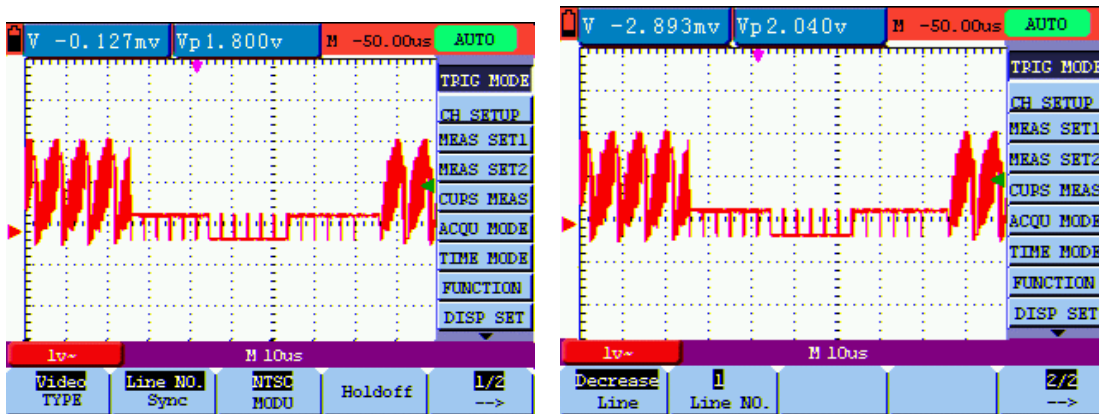 V -0.127mv Vp1.800v M -50.00us AUTO
TRIG MODE
CH SETUP
MEAS SET1
MEAS SET2
CUPS MEAS
ACQU MODE
TIME MODE
FUNCTION
DISP SET
1v~ M 10us
Video Line NO. NTSC Holdoff 1/2
TYPE Sync MODU -->
V -2.893mv Vp2.040v M -50.00us AUTO
TRIG MODE
CH SETUP
MEAS SET1
MEAS SET2
CUPS MEAS
ACQU MODE
TIME MODE
FUNCTION
DISP SET
1v~ M 10us
Decrease 1 2/2
Line Line NO. -->